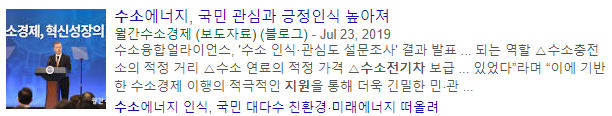 소경제, 혁신성장의
수소에너지, 국민 관심과 긍정인식 높아져
월간수소경제 (보도자료) (블로그) - Jul 23, 2019
수소융합얼라이언스, '수소 인식·관심도 설문조사' 결과 발표 ... 되는 역할 △수소충전
소의 적정 거리 △수소 연료의 적정 가격 △수소전기차 보급 ... 있었다”라며 “이에 기반
한 수소경제 이행의 적극적인 지원을 통해 더욱 긴밀한 민·관 ...
수소에너지 인식, 국민 대다수 친환경·미래에너지 떠올려